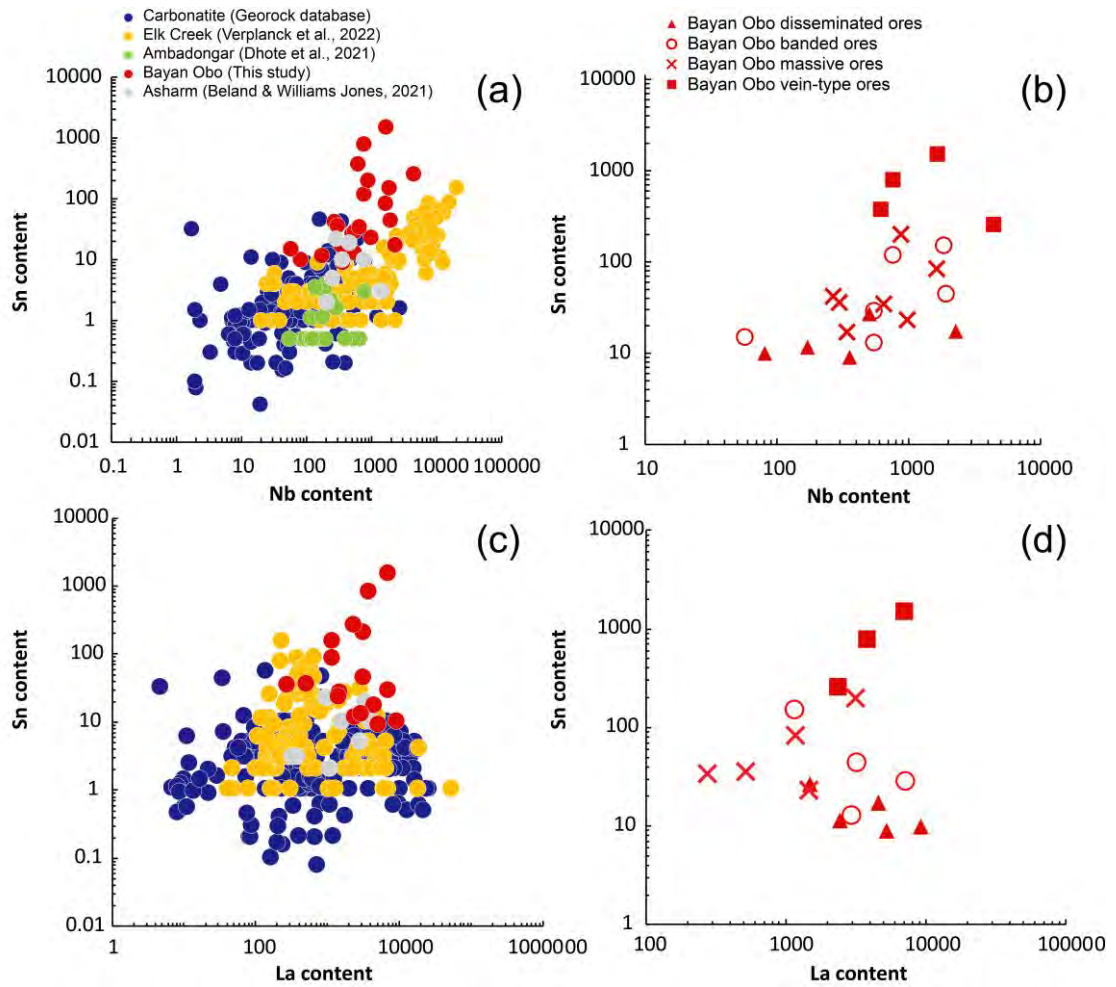 Carbonatite (Georock database)
Elk Creek (Verplanck et al., 2022)
Ambadongar (Dhote et al., 2021)
Bayan Obo (This study)
Asharm (Beland & Williams Jones, 2021)
Bayan Obo disseminated ores
Bayan Obo banded ores
Bayan Obo massive ores
Bayan Obo vein-type ores
(a)
10000
1000
100
10
1
0.1
0.01
Sn content
0.1 1 10 100 1000 10000 100000
Nb content
(b)
10000
1000
100
10
1
Sn content
10 100 1000 10000
Nb content
(c)
10000
1000
100
10
1
0.1
0.01
Sn content
1 100 10000 1000000
La content
(d)
10000
1000
100
10
1
Sn content
100 1000 10000 100000
La content